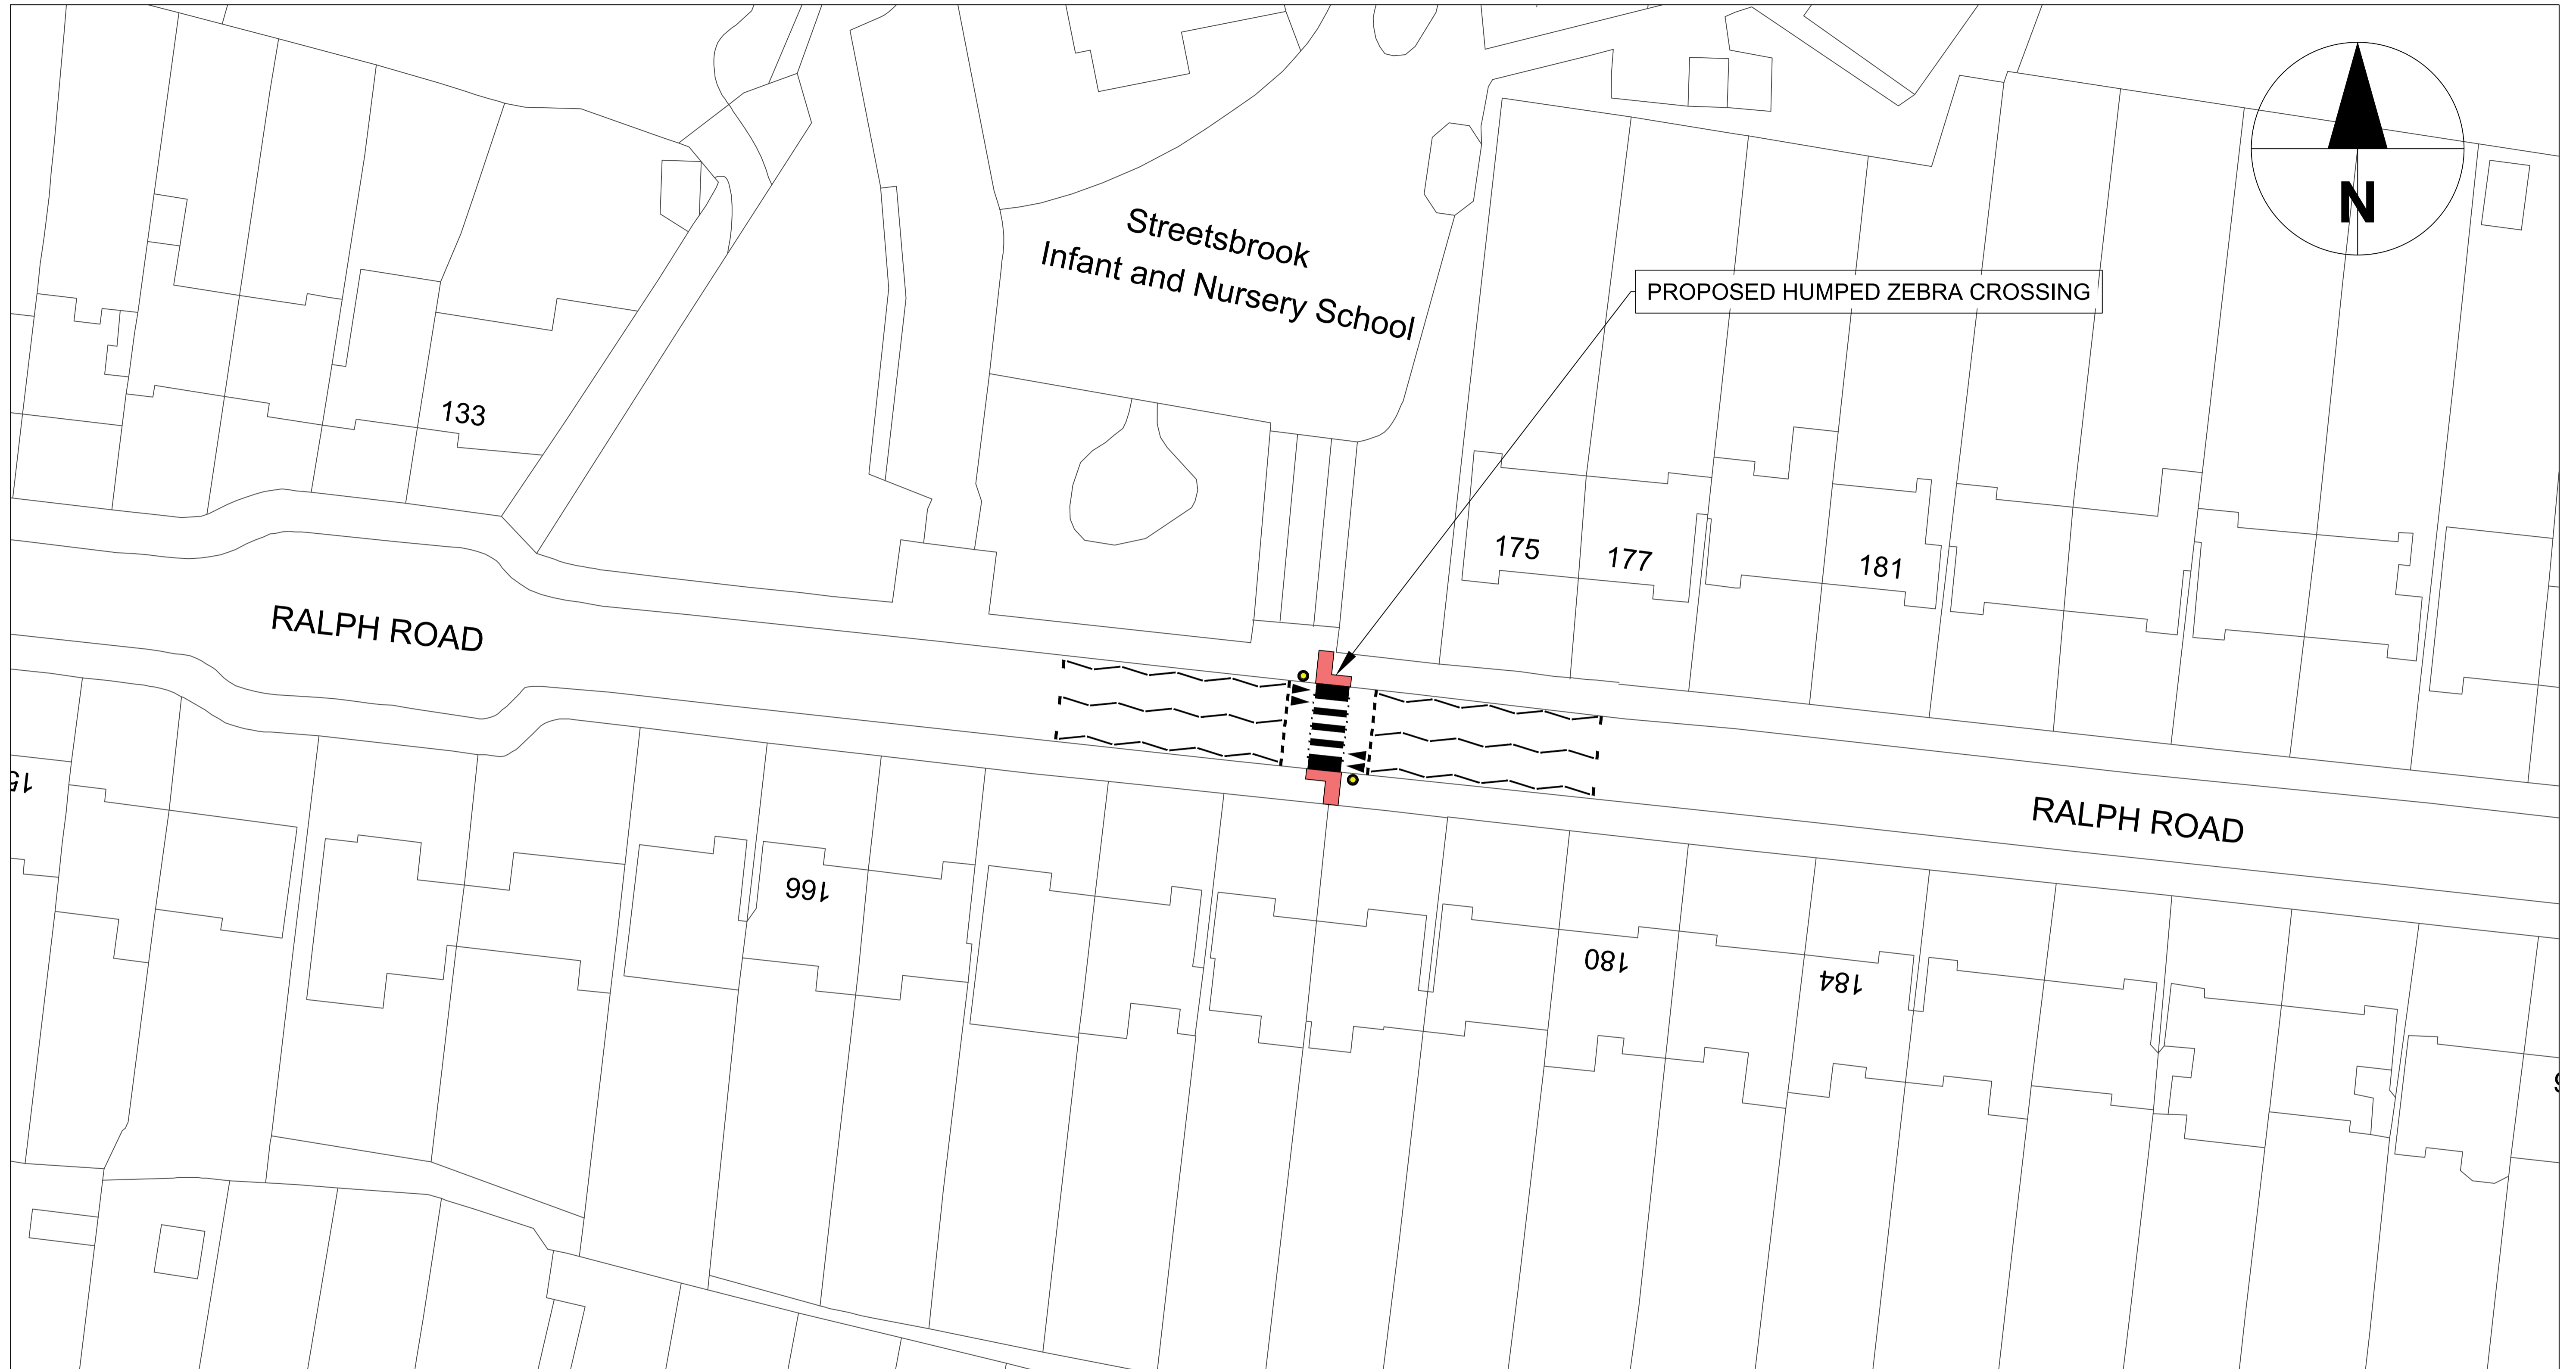 N
Streetsbrook
Infant and Nursery School
PROPOSED HUMPED ZEBRA CROSSING
133
175
177
181
RALPH ROAD
RALPH ROAD
15
166
180
184